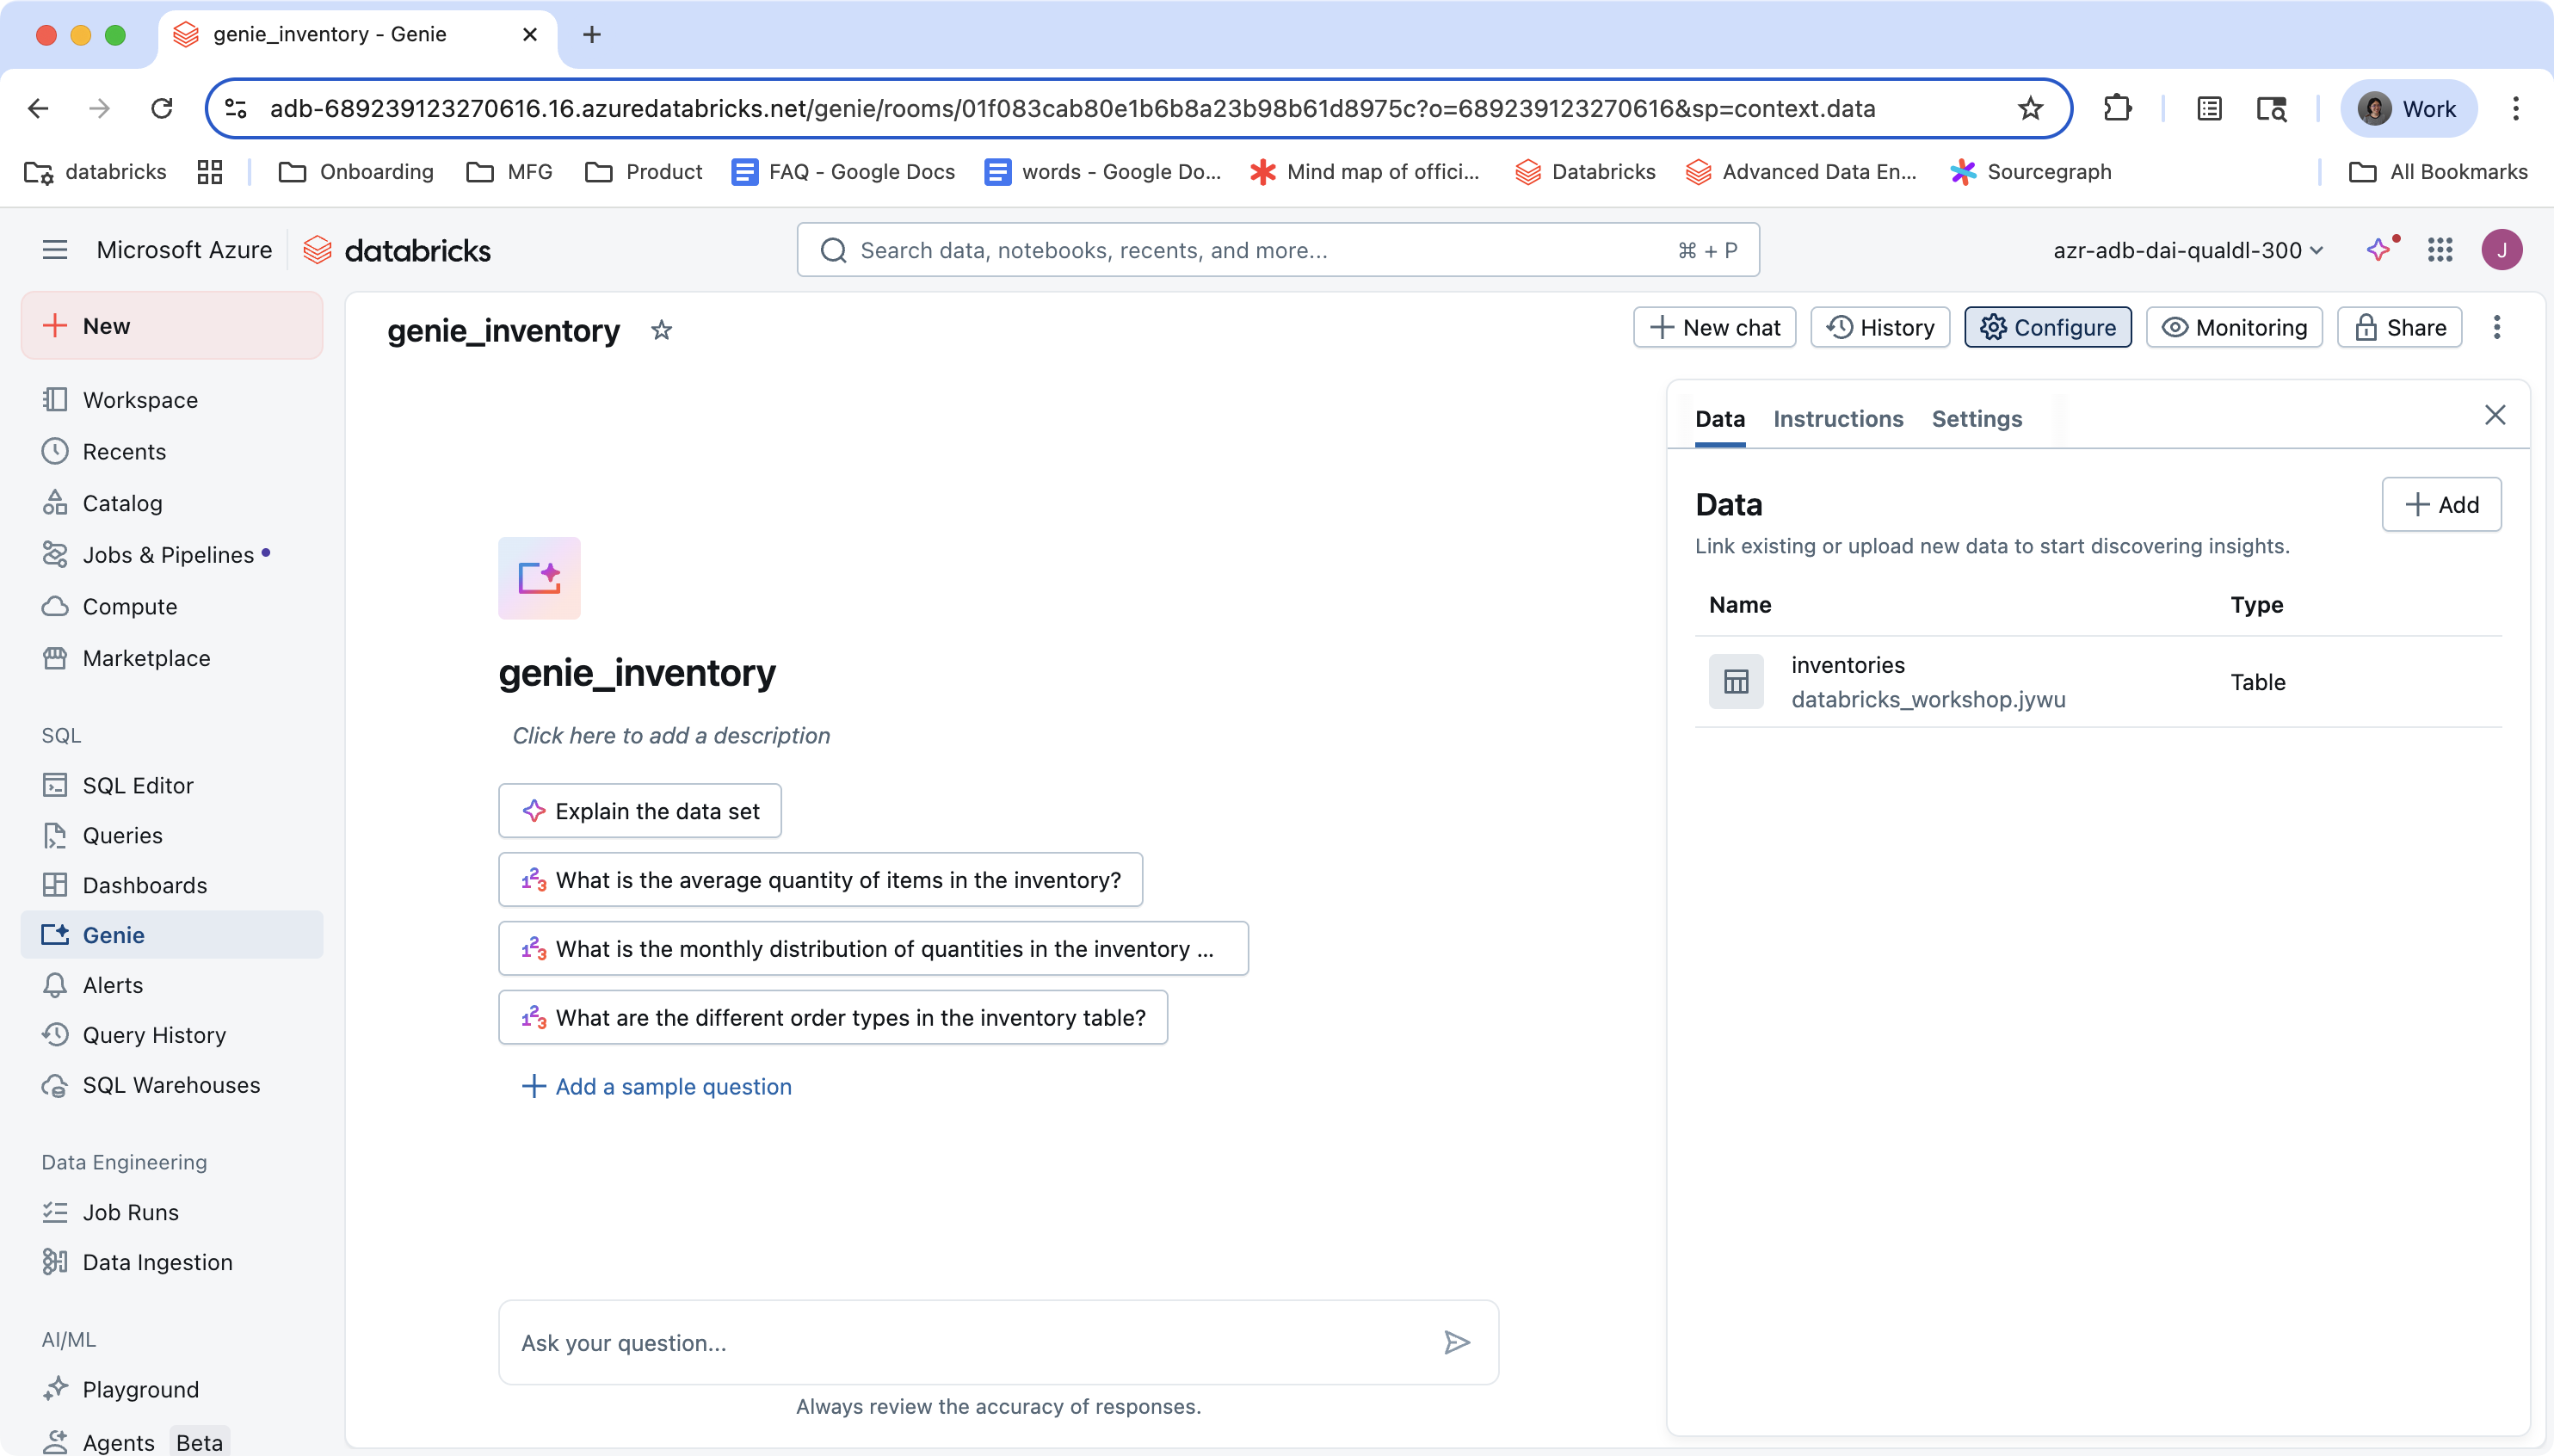 genie_inventory - Genie
adb-689239123270616.16.azuredatabricks.net/genie/rooms/01f083cab80e1b6b8a23b98b61d8975c?o=689239123270616&sp=context.data
Work
databricks
Onboarding
MFG
Product
FAQ - Google Docs
words - Google Do...
Mind map of offici...
Databricks
Advanced Data En...
Sourcegraph
All Bookmarks
Microsoft Azure
databricks
Search data, notebooks, recents, and more...
⌘ + P
azr-adb-dai-qualdl-300
J
New
Workspace
Recents
Catalog
Jobs & Pipelines
Compute
Marketplace
SQL
SQL Editor
Queries
Dashboards
Genie
Alerts
Query History
SQL Warehouses
Data Engineering
Job Runs
Data Ingestion
AI/ML
Playground
Agents Beta
genie_inventory
New chat
History
Configure
Monitoring
Share
genie_inventory
Click here to add a description
Explain the data set
What is the average quantity of items in the inventory?
What is the monthly distribution of quantities in the inventory ...
What are the different order types in the inventory table?
Add a sample question
Ask your question...
Always review the accuracy of responses.
Data Instructions Settings
Data
Add
Link existing or upload new data to start discovering insights.
Name Type
inventories
databricks_workshop.jywu
Table